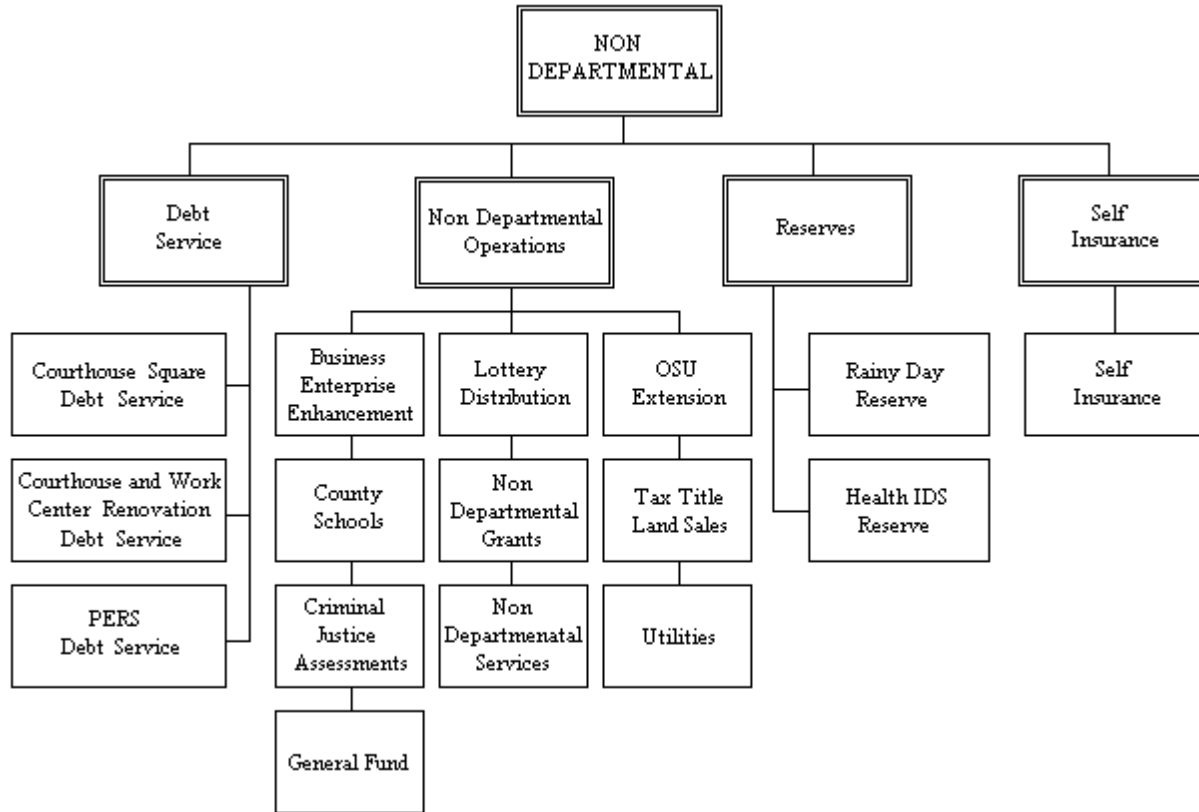 NON
DEPARTMENTAL
Debt
Service
Non Departmental
Operations
Reserves
Self
Insurance
Courthouse Square
Debt Service
Business
Enterprise
Enhancement
Lottery
Distribution
OSU
Extension
Rainy Day
Reserve
Self
Insurance
Courthouse and Work
Center Renovation
Debt Service
County
Schools
Non
Departmental
Grants
Tax Title
Land Sales
Health IDS
Reserve
PERS
Debt Service
Criminal
Justice
Assessments
Non
Departmenatal
Services
Utilities
General Fund